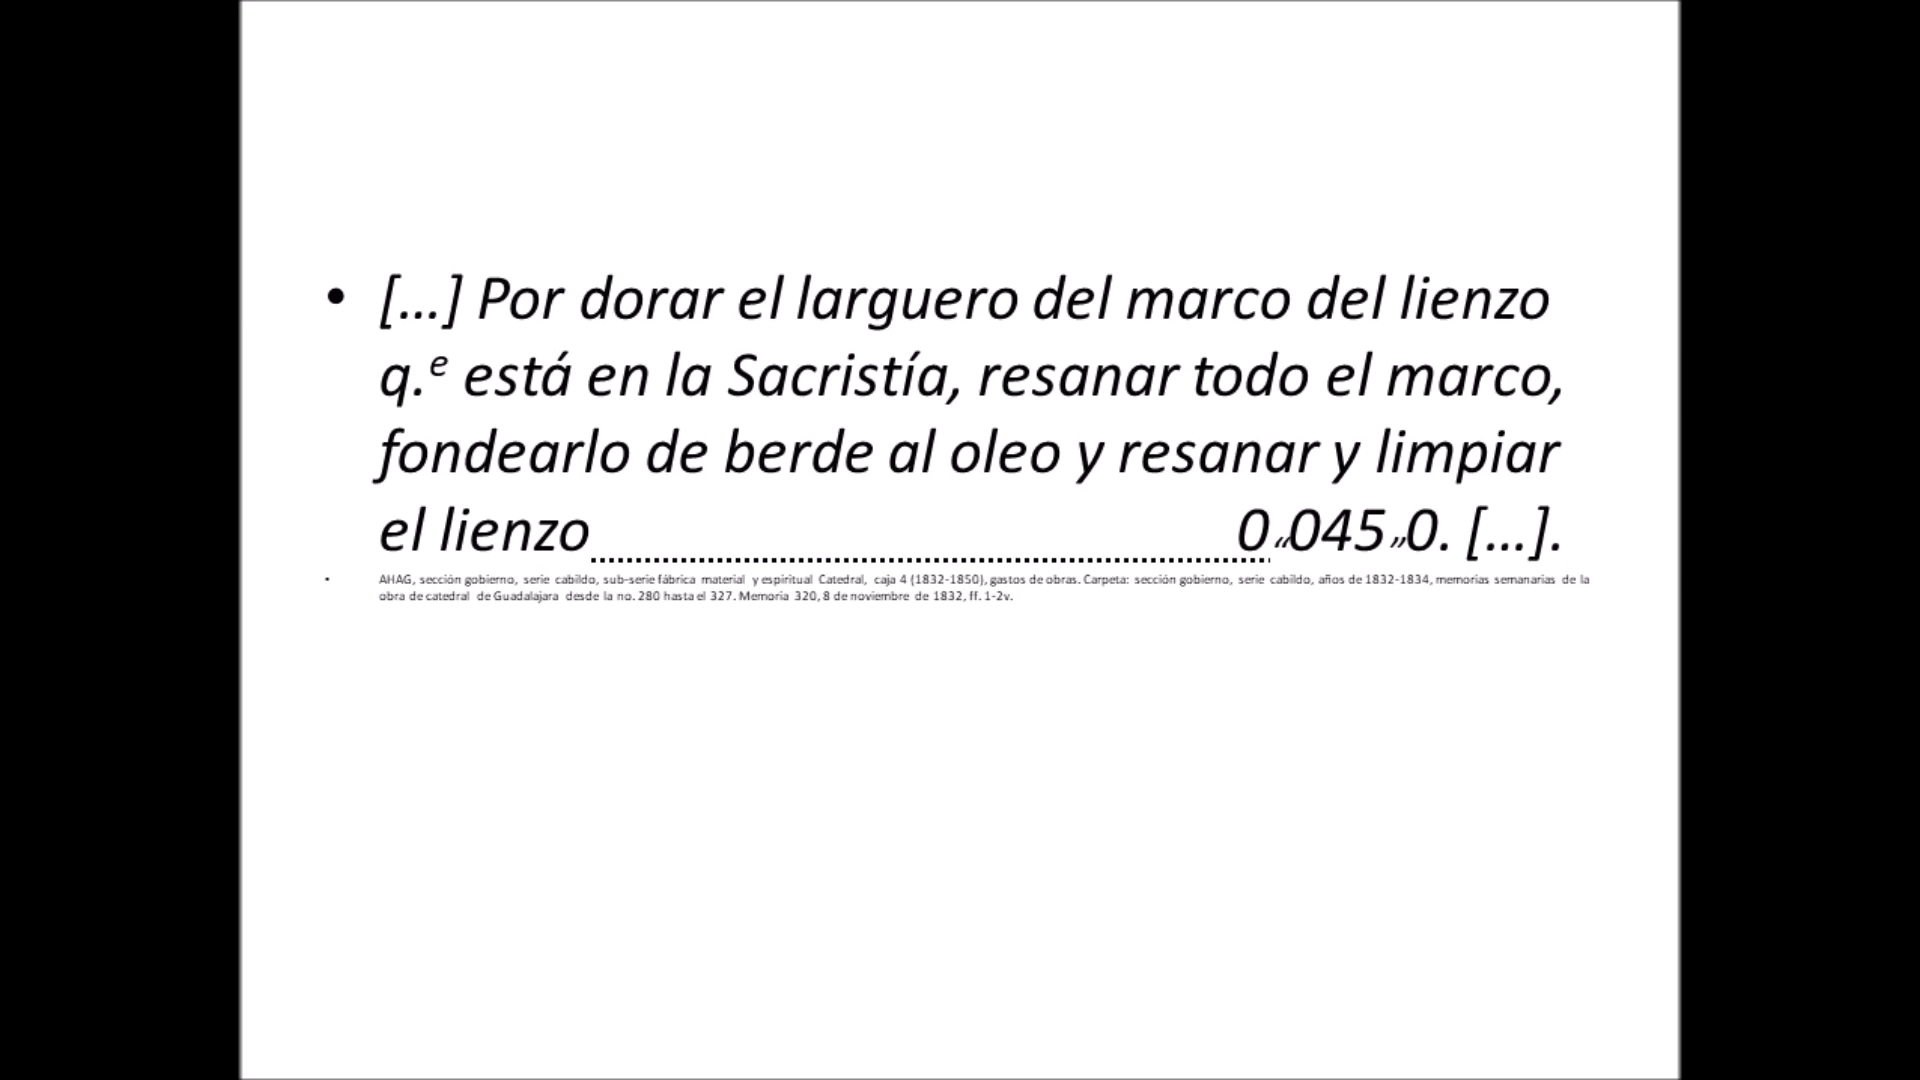 • […] Por dorar el larguero del marco del lienzo
q.ᵉ está en la Sacristía, resanar todo el marco,
fondearlo de berde al oleo y resanar y limpiar
el lienzo........................................................0„045„0. […].
• AHAG, sección gobierno, serie cabildo, sub-serie fábrica material y espiritual Catedral, caja 4 (1832-1850), gastos de obras. Carpeta: sección gobierno, serie cabildo, años de 1832-1834, memorias semanarias de la
obra de catedral de Guadalajara desde la no. 280 hasta el 327. Memoria 320, 8 de noviembre de 1832, ff. 1-2v.